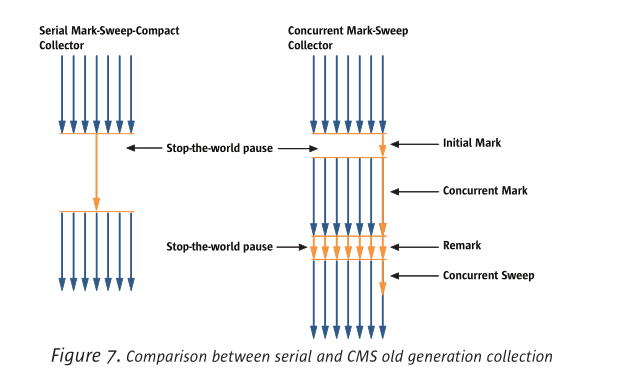 Serial Mark-Sweep-Compact
Collector
Concurrent Mark-Sweep
Collector
Stop-the-world pause
Initial Mark
Concurrent Mark
Stop-the-world pause
Remark
Concurrent Sweep
Figure 7. Comparison between serial and CMS old generation collection